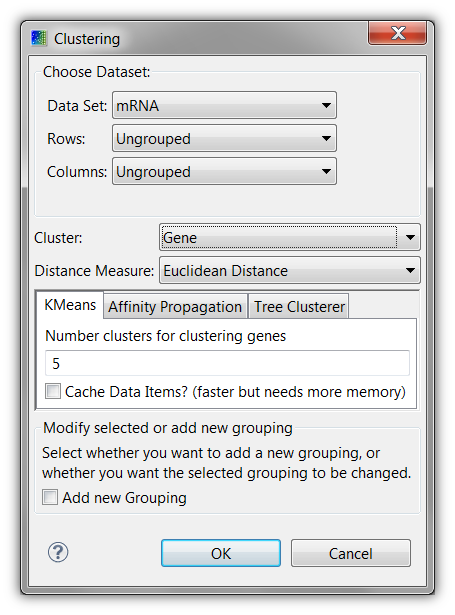 Clustering
Choose Dataset:
Data Set: mRNA
Rows: Ungrouped
Columns: Ungrouped
Cluster: Gene
Distance Measure: Euclidean Distance
KMeans Affinity Propagation Tree Clusterer
Number clusters for clustering genes
5
Cache Data Items? (faster but needs more memory)
Modify selected or add new grouping
Select whether you want to add a new grouping, or
whether you want the selected grouping to be changed.
Add new Grouping
? OK Cancel